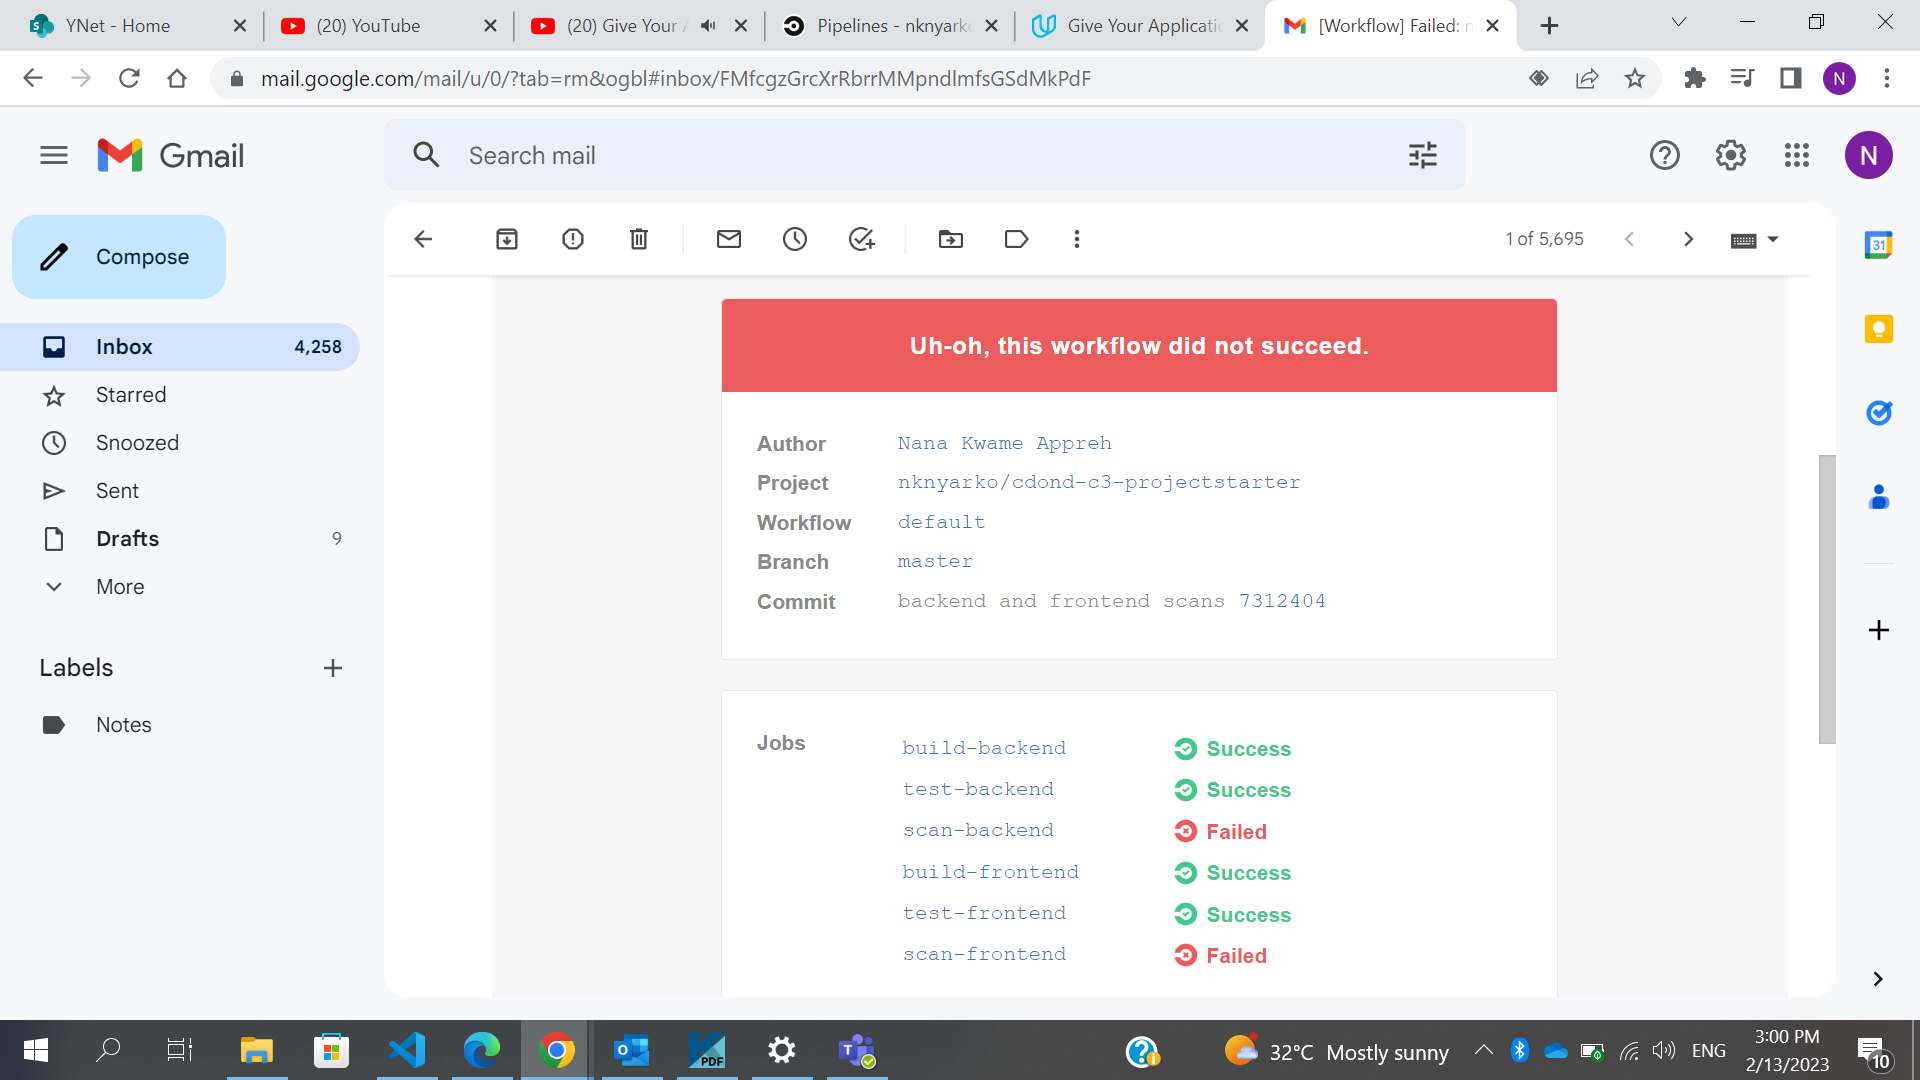 YNet - Home
(20) YouTube
(20) Give Your A
Pipelines - nknyarko
Give Your Applicatio
[Workflow] Failed: n
mail.google.com/mail/u/0/?tab=rm&ogbl#inbox/FMfcgzGrcXrRbrrMMpndlmfsGSdMkPdF
N
Gmail
Search mail
N
Compose
1 of 5,695
31
Inbox 4,258
Starred
Snoozed
Sent
Drafts 9
More
Labels
Notes
Uh-oh, this workflow did not succeed.
Author Nana Kwame Appreh
Project nknyarko/cdond-c3-projectstarter
Workflow default
Branch master
Commit backend and frontend scans 7312404
Jobs
build-backend Success
test-backend Success
scan-backend Failed
build-frontend Success
test-frontend Success
scan-frontend Failed
PDF
32°C Mostly sunny
ENG
3:00 PM
2/13/2023
10